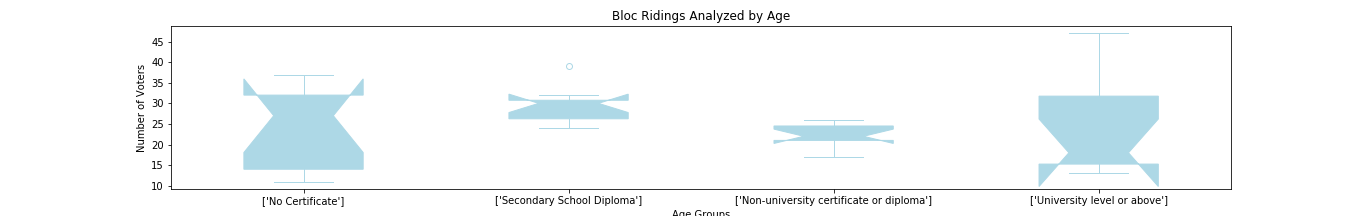 Bloc Ridings Analyzed by Age
Number of Voters
45
40
35
30
25
20
15
10
['No Certificate'] ['Secondary School Diploma'] ['Non-university certificate or diploma'] ['University level or above']
Age Groups